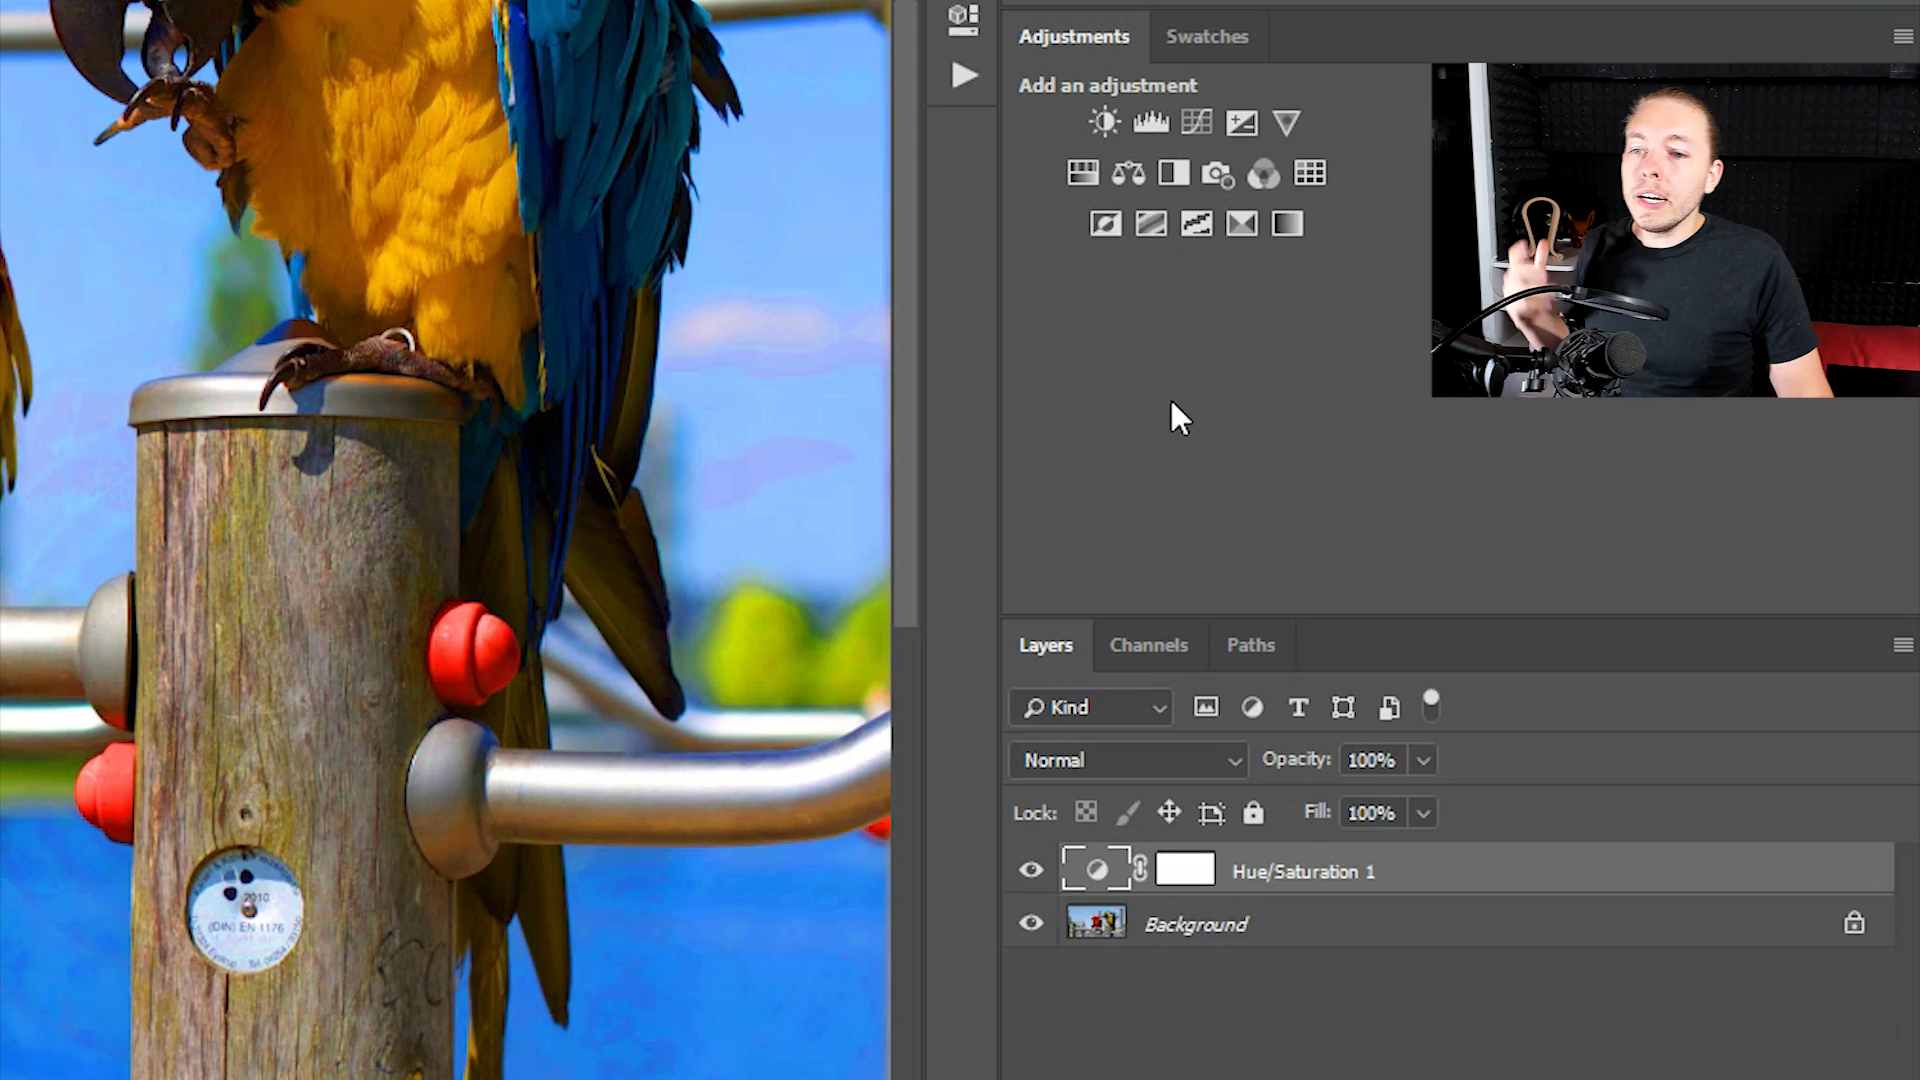 Adjustments
Swatches
Add an adjustment
Layers
Channels
Paths
Kind
Normal
Opacity: 100%
Lock:
Fill: 100%
Hue/Saturation 1
Background
2010
(DIN) EN 1176